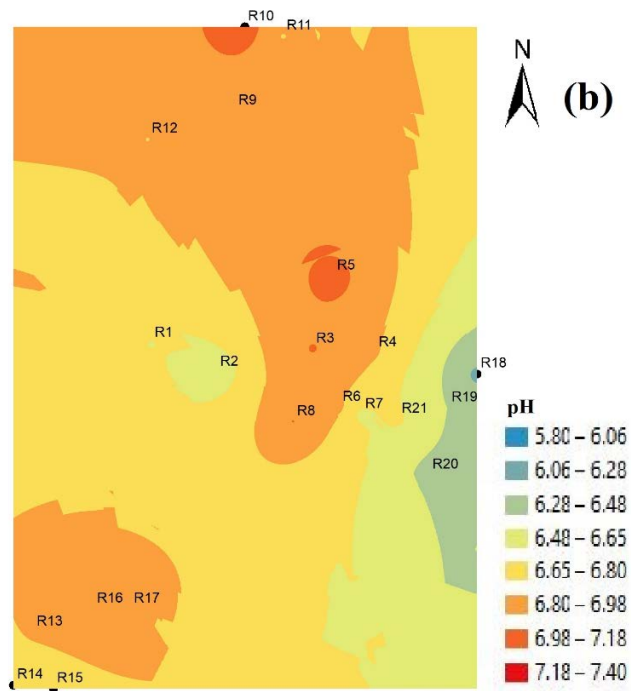 R10
R11
N
(b)
R9
R12
R5
R1
R2
R3
R4
R18
R6
R7
R21
R19
R8
pH
5.80 – 6.06
R20
6.06 – 6.28
6.28 – 6.48
6.48 – 6.65
6.65 – 6.80
R16
R17
6.80 – 6.98
R13
6.98 – 7.18
R14
R15
7.18 – 7.40